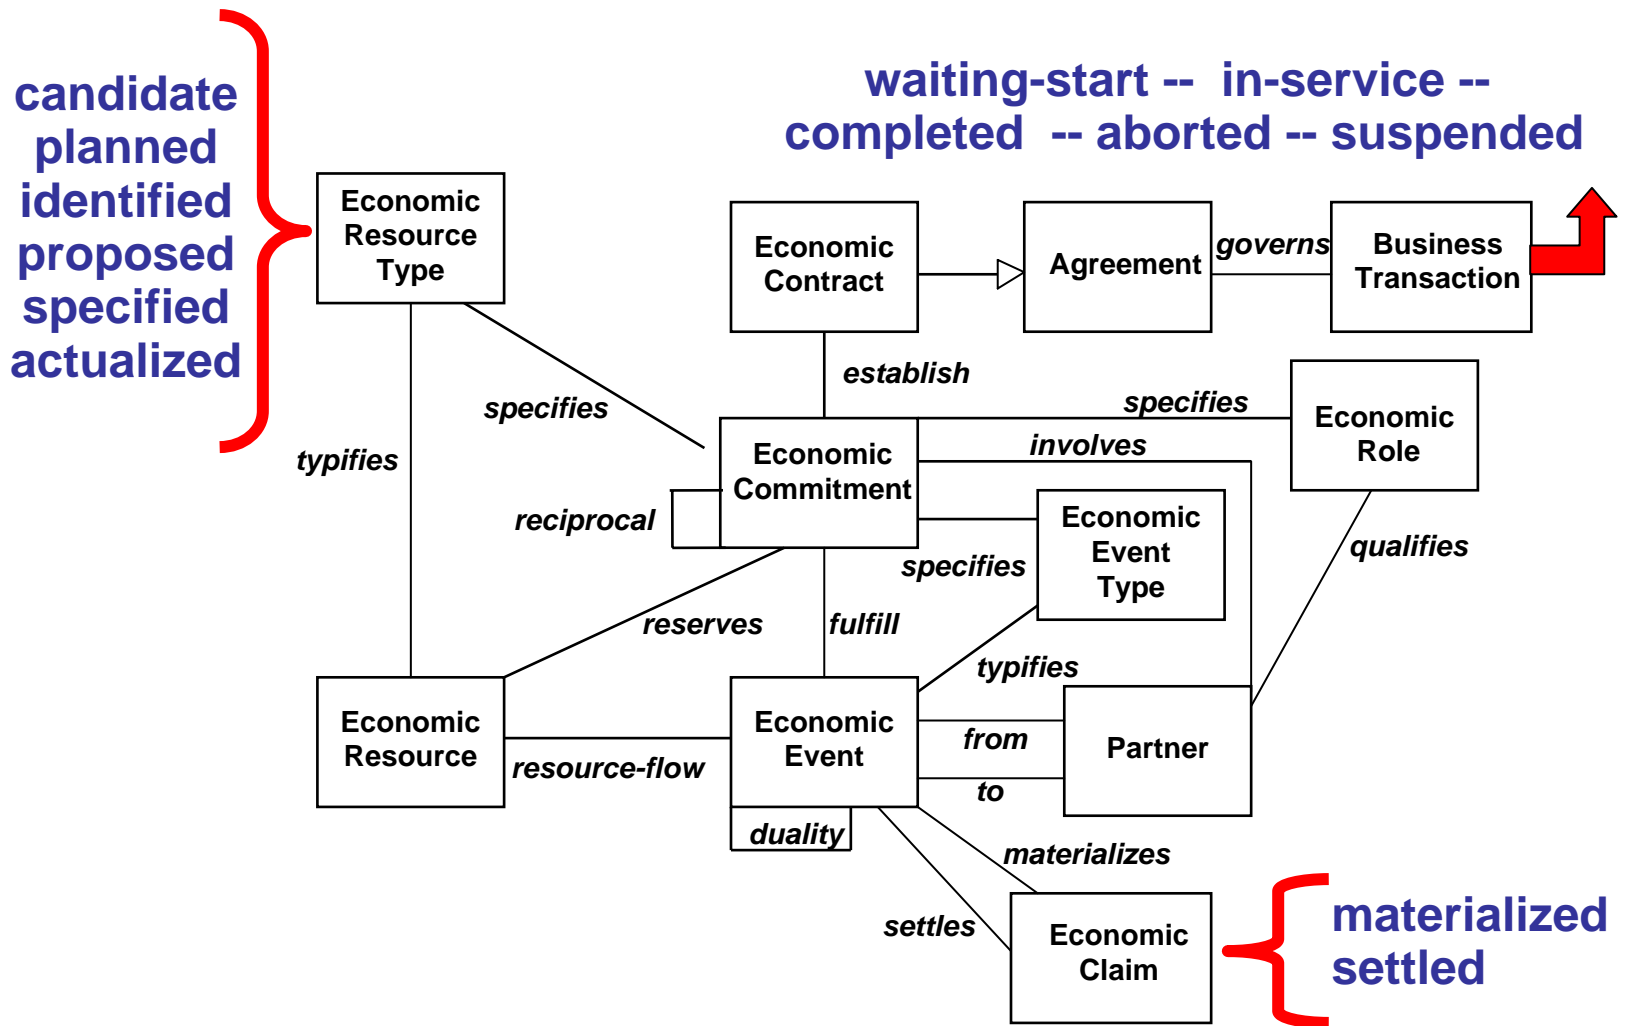 candidate
planned
identified
proposed
specified
actualized
waiting-start -- in-service --
completed -- aborted -- suspended
Economic
Resource
Type
Economic
Contract
Agreement
governs
Business
Transaction
establish
specifies
specifies
Economic
Role
typifies
involves
Economic
Commitment
reciprocal
Economic
Event
Type
specifies
qualifies
reserves
fulfill
typifies
Economic
Resource
resource-flow
Economic
Event
from
to
Partner
duality
materializes
settles
Economic
Claim
materialized
settled